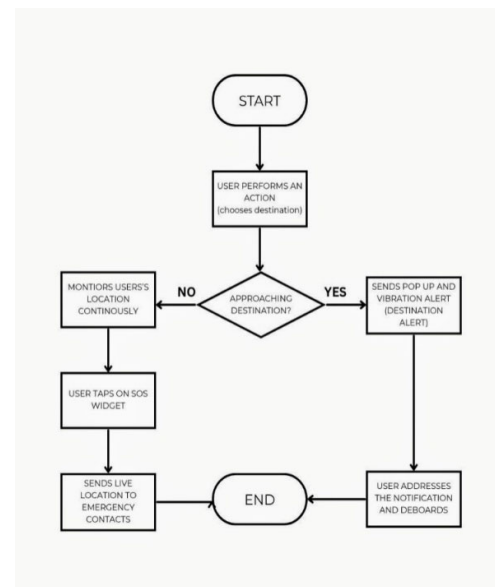 START
USER PERFORMS AN
ACTION
(chooses destination)
APPROACHING
DESTINATION?
NO
YES
MONTIORS USERS'S
LOCATION
CONTINOUSLY
SENDS POP UP AND
VIBRATION ALERT
(DESTINATION
ALERT)
USER TAPS ON SOS
WIDGET
SENDS LIVE
LOCATION TO
EMERGENCY
CONTACTS
USER ADDRESSES
THE NOTIFICATION
AND DEBOARDS
END